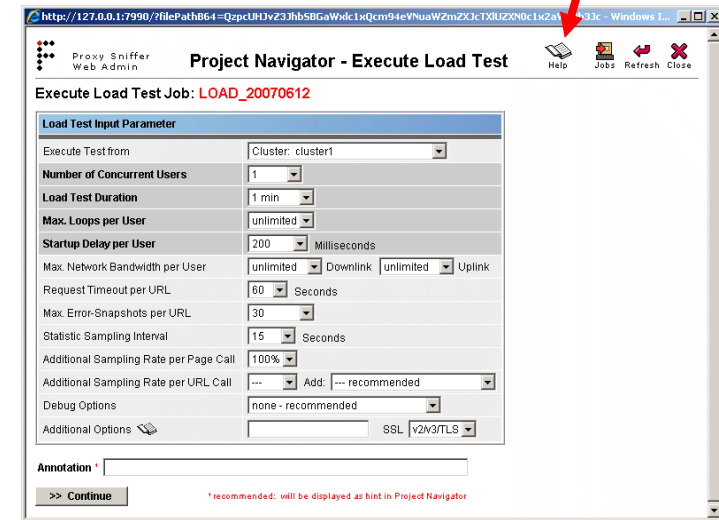 http://127.0.0.1:7990/?filePathB64= - Windows I...
Proxy Sniffer
Web Admin
Project Navigator - Execute Load Test
Help
Jobs
Refresh
Close
Execute Load Test Job: LOAD_20070612
Load Test Input Parameter
Execute Test from Cluster: cluster1
Number of Concurrent Users 1
Load Test Duration 1 min
Max. Loops per User unlimited
Startup Delay per User 200 Milliseconds
Max. Network Bandwidth per User unlimited Downlink unlimited Uplink
Request Timeout per URL 60 Seconds
Max. Error-Snapshots per URL 30
Statistic Sampling Interval 15 Seconds
Additional Sampling Rate per Page Call 100%
Additional Sampling Rate per URL Call --- Add: --- recommended
Debug Options none - recommended
Additional Options SSL v2/v3/TLS
Annotation *
>> Continue
* recommended: will be displayed as hint in Project Navigator